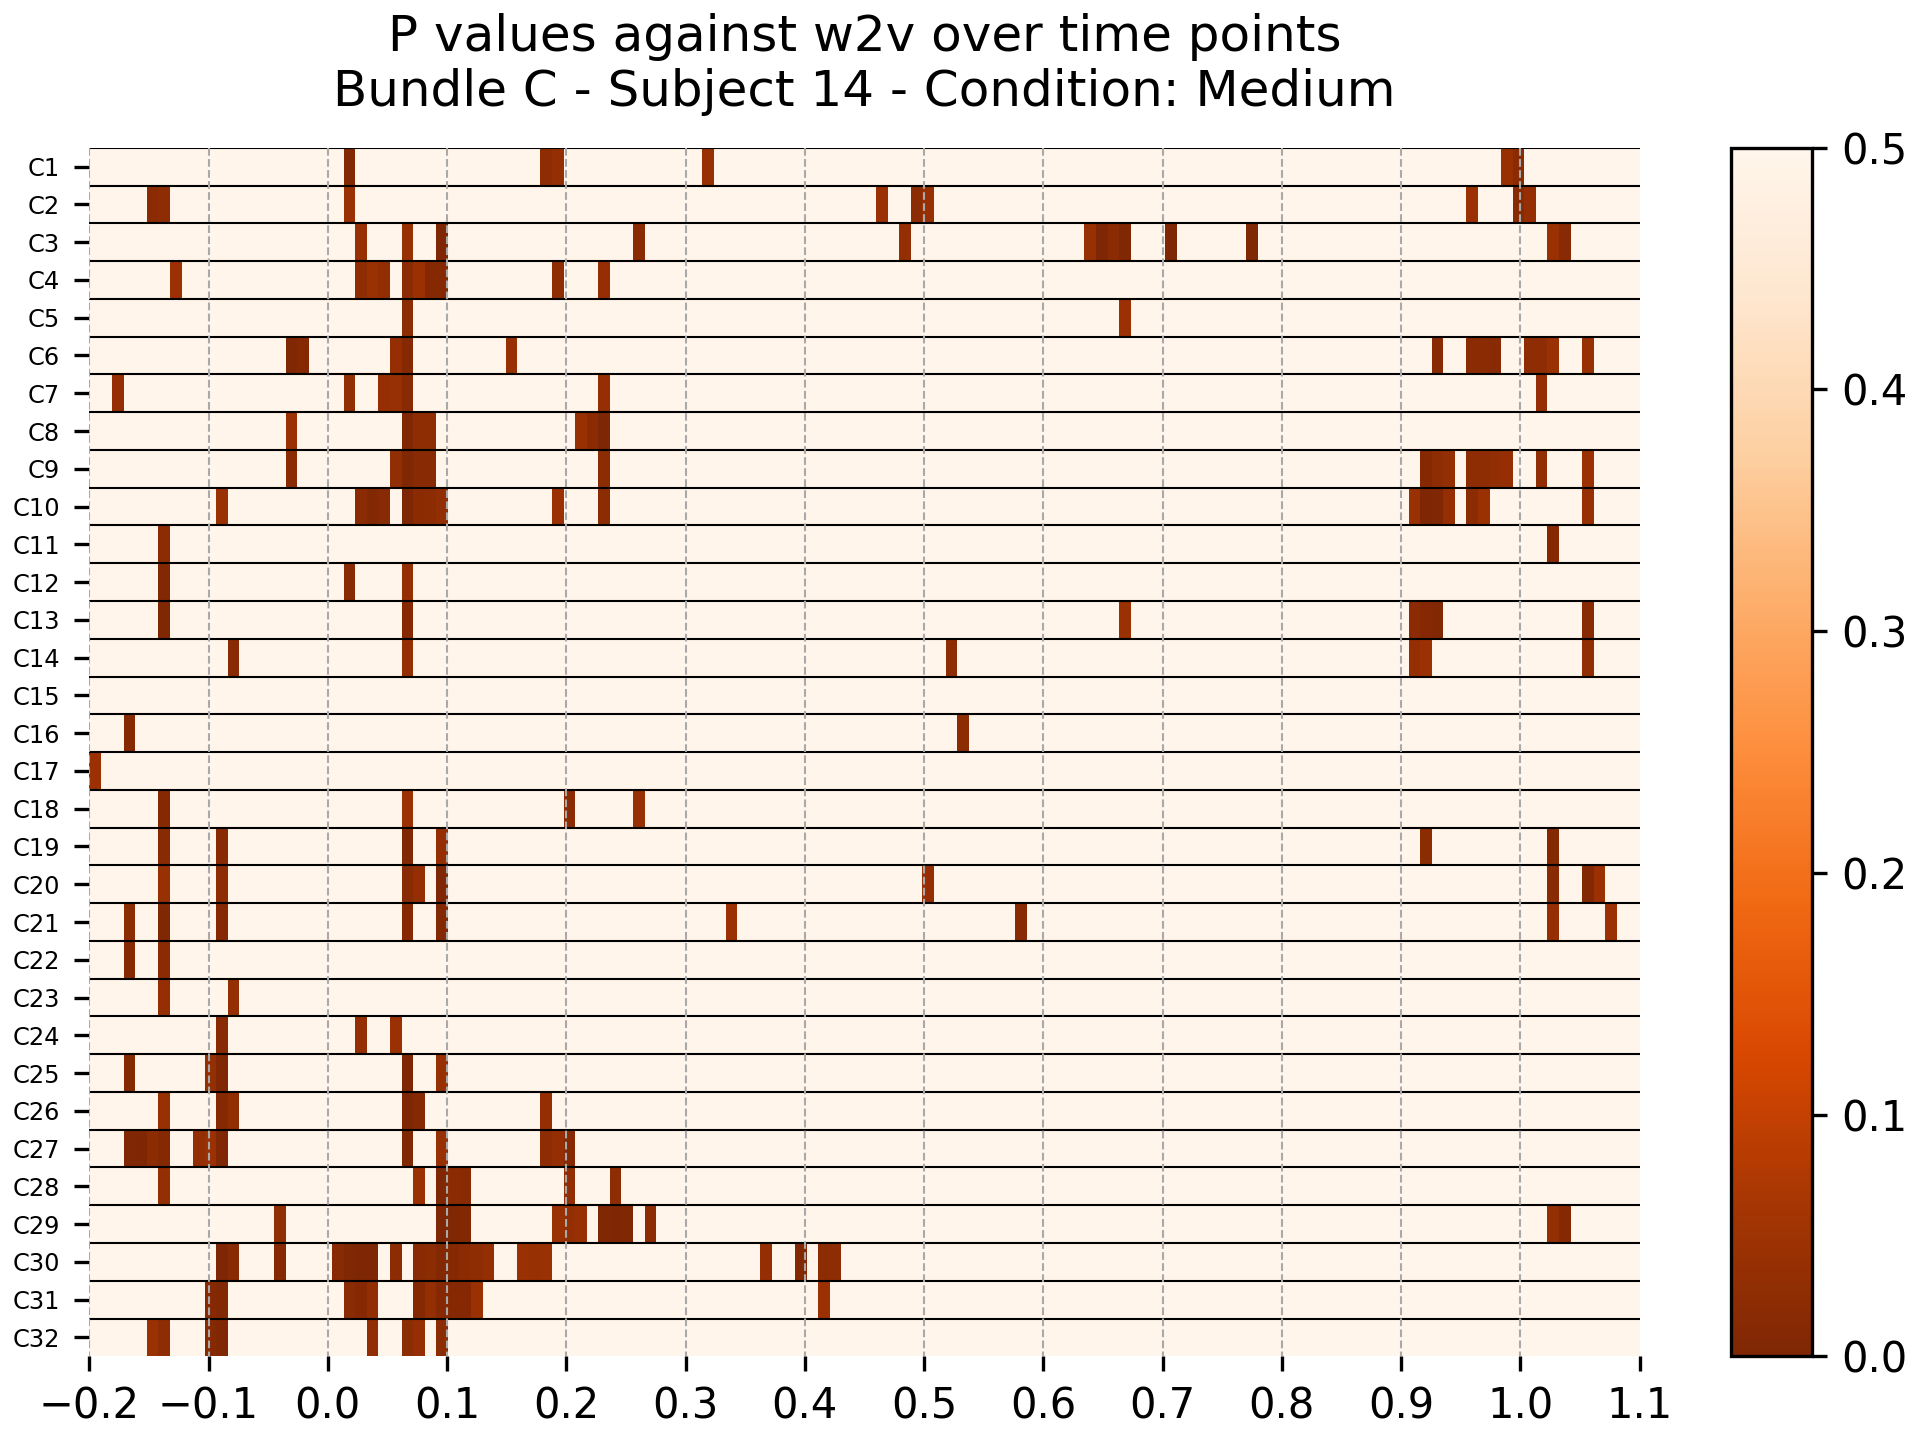 P values against w2v over time points
Bundle C - Subject 14 - Condition: Medium
C1
C2
C3
C4
C5
C6
C7
C8
C9
C10
C11
C12
C13
C14
C15
C16
C17
C18
C19
C20
C21
C22
C23
C24
C25
C26
C27
C28
C29
C30
C31
C32
−0.2 −0.1 0.0 0.1 0.2 0.3 0.4 0.5 0.6 0.7 0.8 0.9 1.0 1.1
0.5
0.4
0.3
0.2
0.1
0.0